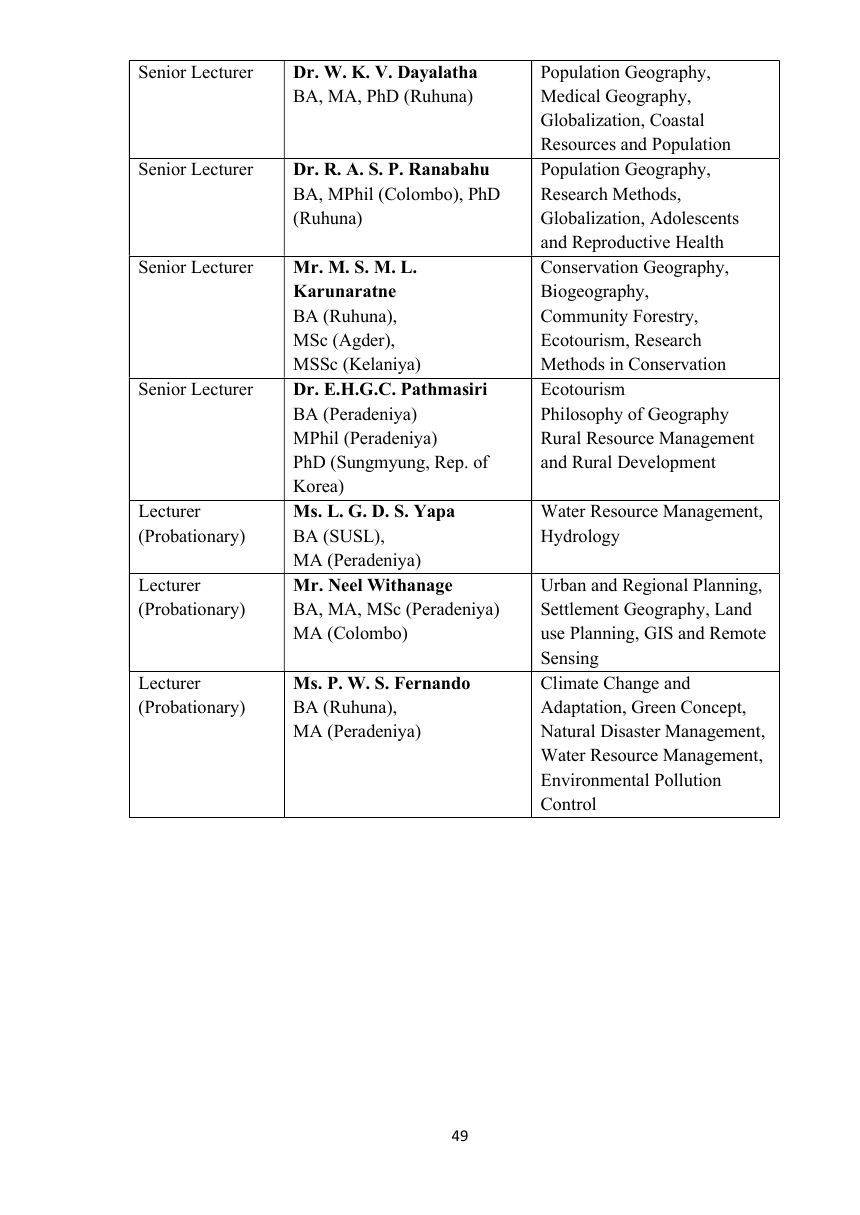 Senior Lecturer
Dr. W. K. V. Dayalatha
BA, MA, PhD (Ruhuna)
Population Geography,
Medical Geography,
Globalization, Coastal
Resources and Population
Senior Lecturer
Dr. R. A. S. P. Ranabahu
BA, MPhil (Colombo), PhD
(Ruhuna)
Population Geography,
Research Methods,
Globalization, Adolescents
and Reproductive Health
Senior Lecturer
Mr. M. S. M. L.
Karunaratne
BA (Ruhuna),
MSc (Agder),
MSSc (Kelaniya)
Conservation Geography,
Biogeography,
Community Forestry,
Ecotourism, Research
Methods in Conservation
Senior Lecturer
Dr. E.H.G.C. Pathmasiri
BA (Peradeniya)
MPhil (Peradeniya)
PhD (Sungmyung, Rep. of
Korea)
Ecotourism
Philosophy of Geography
Rural Resource Management
and Rural Development
Lecturer
(Probationary)
Ms. L. G. D. S. Yapa
BA (SUSL),
MA (Peradeniya)
Water Resource Management,
Hydrology
Lecturer
(Probationary)
Mr. Neel Withanage
BA, MA, MSc (Peradeniya)
MA (Colombo)
Urban and Regional Planning,
Settlement Geography, Land
use Planning, GIS and Remote
Sensing
Lecturer
(Probationary)
Ms. P. W. S. Fernando
BA (Ruhuna),
MA (Peradeniya)
Climate Change and
Adaptation, Green Concept,
Natural Disaster Management,
Water Resource Management,
Environmental Pollution
Control
49